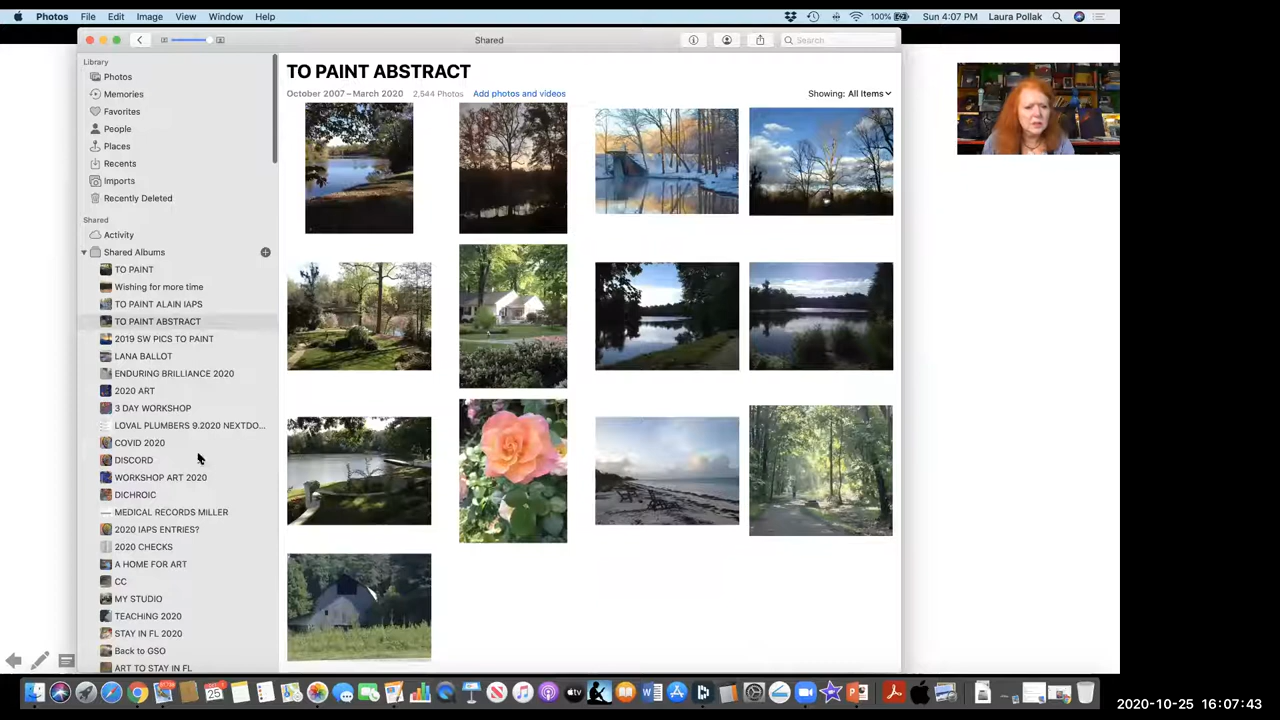 Photos File Edit Image View Window Help 100% Sun 4:07 PM Laura Pollak
Shared
Search
Library
Photos
Memories
Favorites
People
Places
Recents
Imports
Recently Deleted
Shared
Activity
Shared Albums
TO PAINT
Wishing for more time
TO PAINT ALAIN IAPS
TO PAINT ABSTRACT
2019 SW PICS TO PAINT
LANA BALLOT
ENDURING BRILLIANCE 2020
2020 ART
3 DAY WORKSHOP
LOVAL PLUMBERS 9.2020 NEXTDO...
COVID 2020
DISCORD
WORKSHOP ART 2020
DICHROIC
MEDICAL RECORDS MILLER
2020 IAPS ENTRIES?
2020 CHECKS
A HOME FOR ART
CC
MY STUDIO
TEACHING 2020
STAY IN FL 2020
Back to GSO
ART TO STAY IN FL
TO PAINT ABSTRACT
October 2007 – March 2020 2,544 Photos Add photos and videos
Showing: All Items
25
2020-10-25 16:07:43